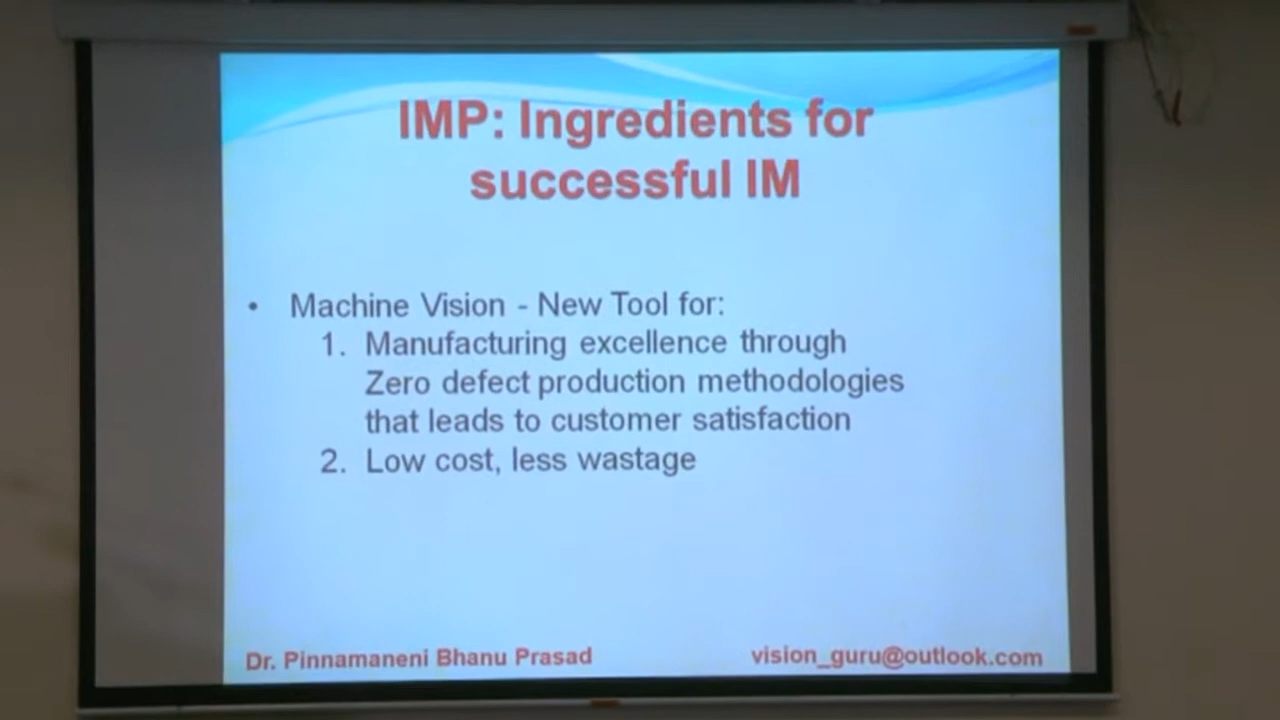 IMP: Ingredients for
successful IM
• Machine Vision - New Tool for:
1. Manufacturing excellence through
Zero defect production methodologies
that leads to customer satisfaction
2. Low cost, less wastage
Dr. Pinnamaneni Bhanu Prasad
vision_guru@outlook.com